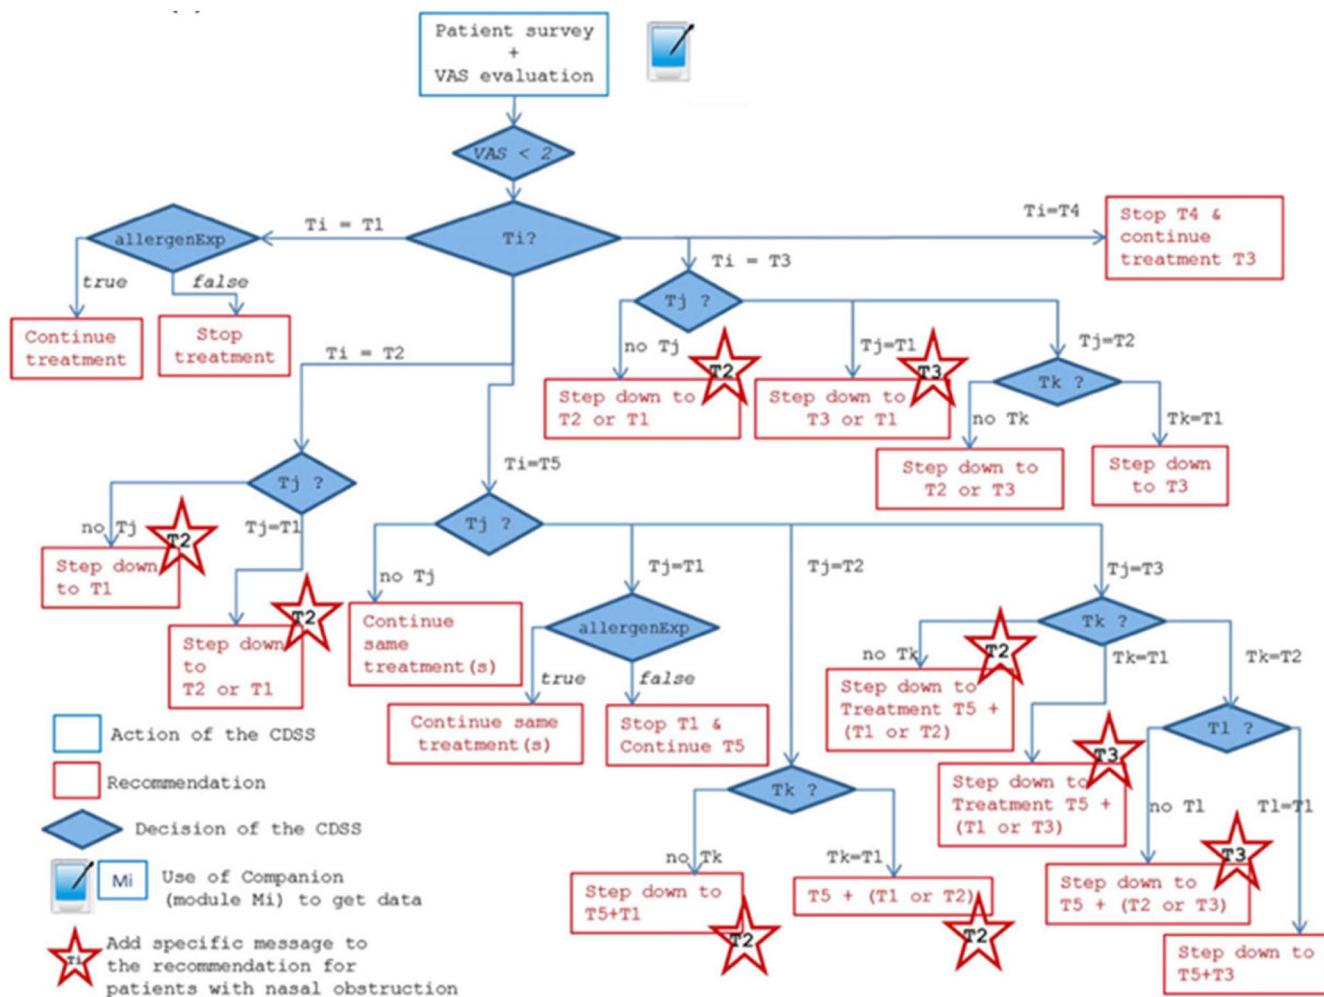 Patient survey
+
VAS evaluation
VAS < 2
Ti?
Ti = T1
allergenExp
true
false
Continue
treatment
Stop
treatment
Ti=T4
Stop T4 &
continue
treatment T3
Ti = T3
Tj ?
no Tj
Step down to
T2 or T1
T2
Tj=T1
Step down to
T3 or T1
T3
Tj=T2
Tk ?
no Tk
Step down to
T2 or T3
Tk=T1
Step down
to T3
Ti = T2
Tj ?
no Tj
Step down
to T1
T2
Tj=T1
Step down
to
T2 or T1
T2
Ti=T5
Tj ?
no Tj
Continue
same
treatment(s)
Tj=T1
allergenExp
true
false
Continue same
treatment(s)
Stop T1 &
Continue T5
Tj=T2
Tk ?
no Tk
Step down to
T5+T1
T2
Tk=T1
T5 + (T1 or T2)
T2
Tj=T3
Tk ?
no Tk
Step down to
Treatment T5 +
(T1 or T2)
T2
Tk=T1
Step down to
Treatment T5 +
(T1 or T3)
T3
Tk=T2
Tl ?
no Tl
Step down to
T5 + (T2 or T3)
T3
Tl=T1
Step down to
T5+T3
Action of the CDSS
Recommendation
Decision of the CDSS
Mi
Use of Companion
(module Mi) to get data
Ti
Add specific message to
the recommendation for
patients with nasal obstruction